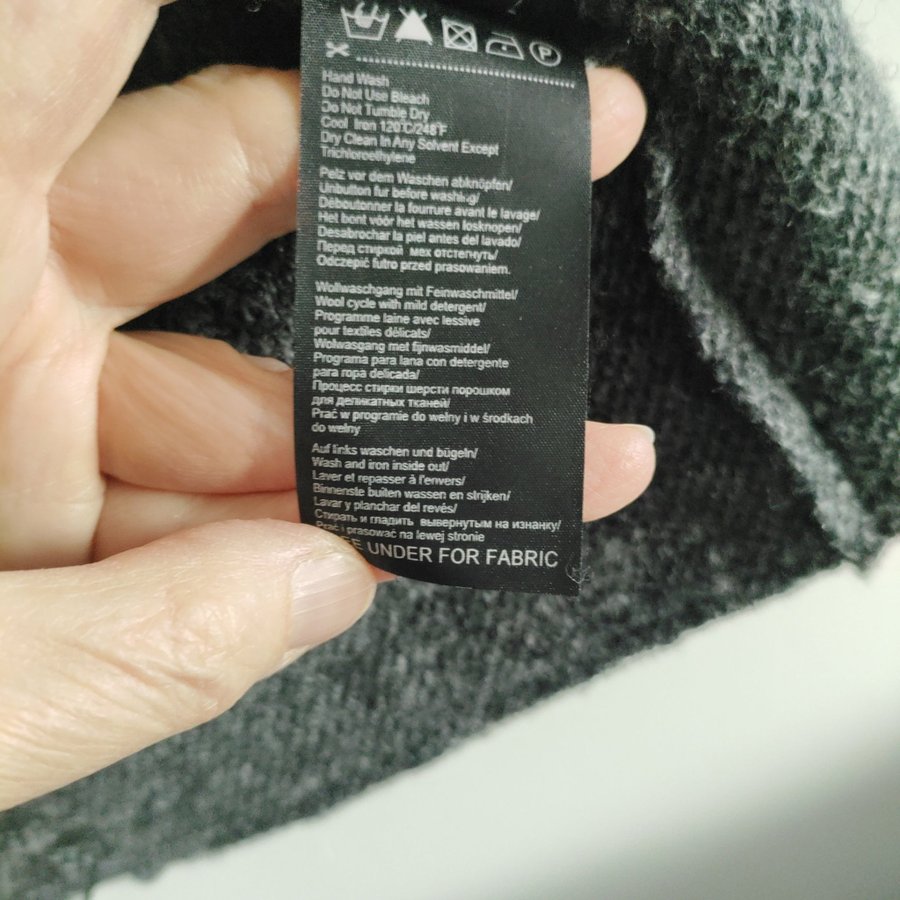 P
Hand Wash
Do Not Use Bleach
Do Not Tumble Dry
Cool Iron 120°C/248°F
Dry Clean In Any Solvent Except
Trichloroethylene
Pelz vor dem Waschen abknöpfen/
Unbutton fur before washing/
Déboutonner la fourrure avant le lavage/
Het bont vóór het wassen losknopen/
Desabrochar la piel antes del lavado/
Перед стиркой мех отстегнуть/
Odczepić futro przed prasowaniem.
Wollwaschgang mit Feinwaschmittel/
Wool cycle with mild detergent/
Programme laine avec lessive
pour textiles délicats/
Wolwasgang met fijnwasmiddel/
Programa para lana con detergente
para ropa delicada/
Процесс стирки шерсти порошком
для деликатных тканей/
Prać w programie do wełny i w środkach
do wełny
Auf links waschen und bügeln/
Wash and iron inside out/
Laver et repasser à l'envers/
Binnenste buiten wassen en strijken/
Lavar y planchar del revés/
Стирать и гладить вывернутым на изнанку/
Prać i prasować na lewej stronie
UNDER FOR FABRIC